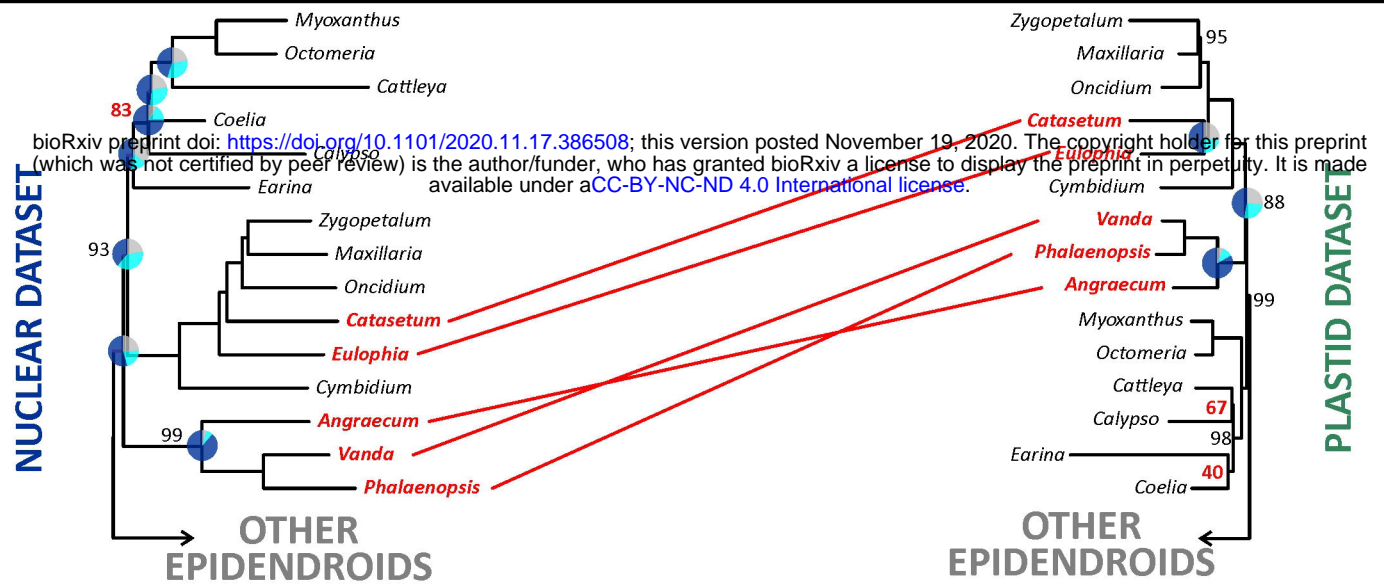 Myoxanthus
Octomeria
Cattleya
83
Coelia
Calypso
Earina
Zygopetalum
Maxillaria
93
Oncidium
Catasetum
Eulophia
Cymbidium
Angraecum
99
Vanda
Phalaenopsis
NUCLEAR DATASET
OTHER
EPIDENDROIDS
bioRxiv preprint doi: https://doi.org/10.1101/2020.11.17.386508; this version posted November 19, 2020. The copyright holder for this preprint
(which was not certified by peer review) is the author/funder, who has granted bioRxiv a license to display the preprint in perpetuity. It is made
available under aCC-BY-NC-ND 4.0 International license.
Zygopetalum
95
Maxillaria
Oncidium
Catasetum
Eulophia
Cymbidium
88
Vanda
Phalaenopsis
Angraecum
99
Myoxanthus
Octomeria
Cattleya
67
Calypso
98
Earina
40
Coelia
PLASTID DATASET
OTHER
EPIDENDROIDS